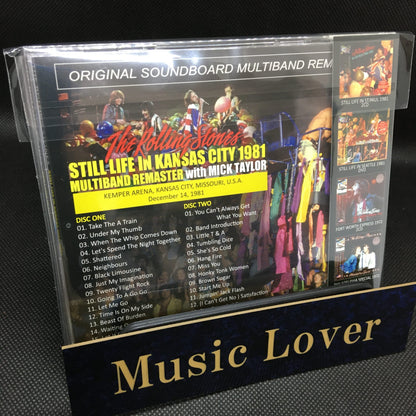 ORIGINAL SOUNDBOARD MULTIBAND
The Rolling Stones
STILL LIFE IN KANSAS CITY 1981
MULTIBAND REMASTER with MICK TAYLOR
KEMPER ARENA, KANSAS CITY, MISSOURI, U.S.A.
December 14, 1981
DISC ONE
01. Take The A Train
02. Under My Thumb
03. When The Whip Comes Down
04. Let's Spend The Night Together
05. Shattered
06. Neighbours
07. Black Limousine
08. Just My Imagination
09. Twenty Flight Rock
10. Going To A Go Go
11. Let Me Go
12. Time Is On My Side
13. Beast Of Burden
14. Waiting
DISC TWO
01. You Can't Always Get
What You Want
02. Band Introduction
03. Little T & A
04. Tumbling Dice
05. She's So Cold
06. Hang Fire
07. Miss You
08. Honky Tonk Women
09. Brown Sugar
10. Start Me Up
11. Jumpin' Jack Flash
12. (I Can't Get No) Satisfaction
STILL LIFE IN ST.PAUL 1981
2CD
STILL LIFE IN SEATTLE 1981
FORT WORTH EXPRESS 1972
Music Lover